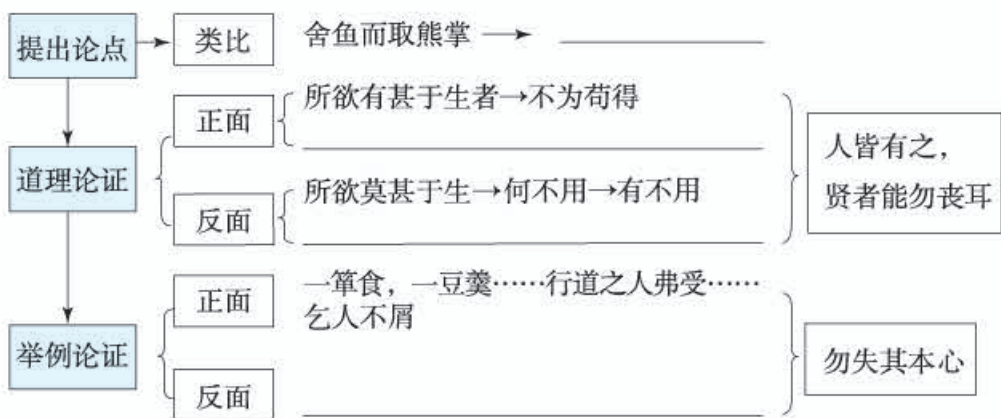 提出论点
类比
舍鱼而取熊掌
道理论证
正面
所欲有甚于生者→不为苟得
反面
所欲莫甚于生→何不用→有不用
人皆有之，
贤者能勿丧耳
举例论证
正面
一箪食，一豆羹……行道之人弗受……
乞人不屑
反面
勿失其本心